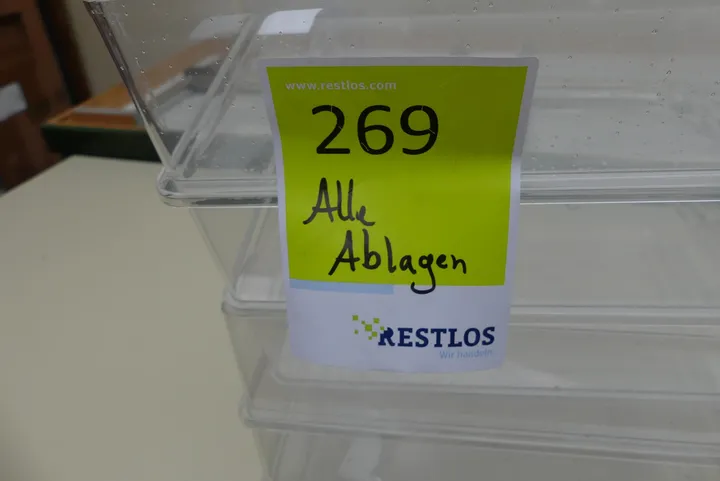 www.restlos.com
269
Alle
Ablagen
RESTLOS
Wir handeln.